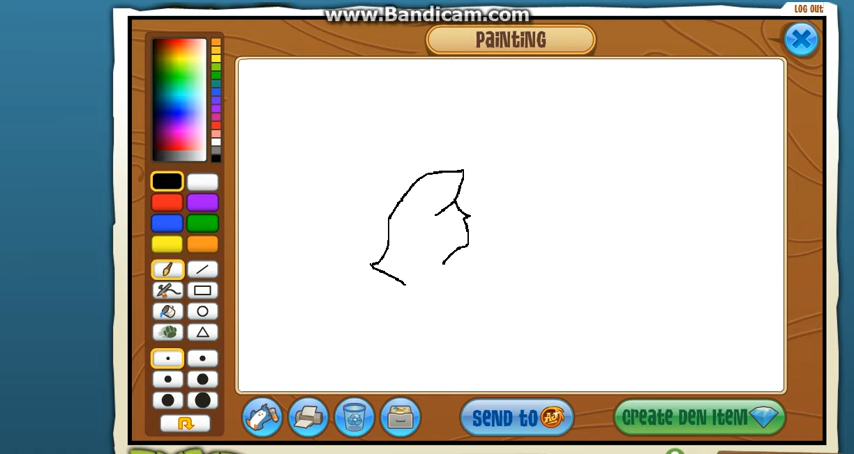 www.Bandicam.com
LOG OUT
PAINTING
SEND TO
CREATE DEN ITEM